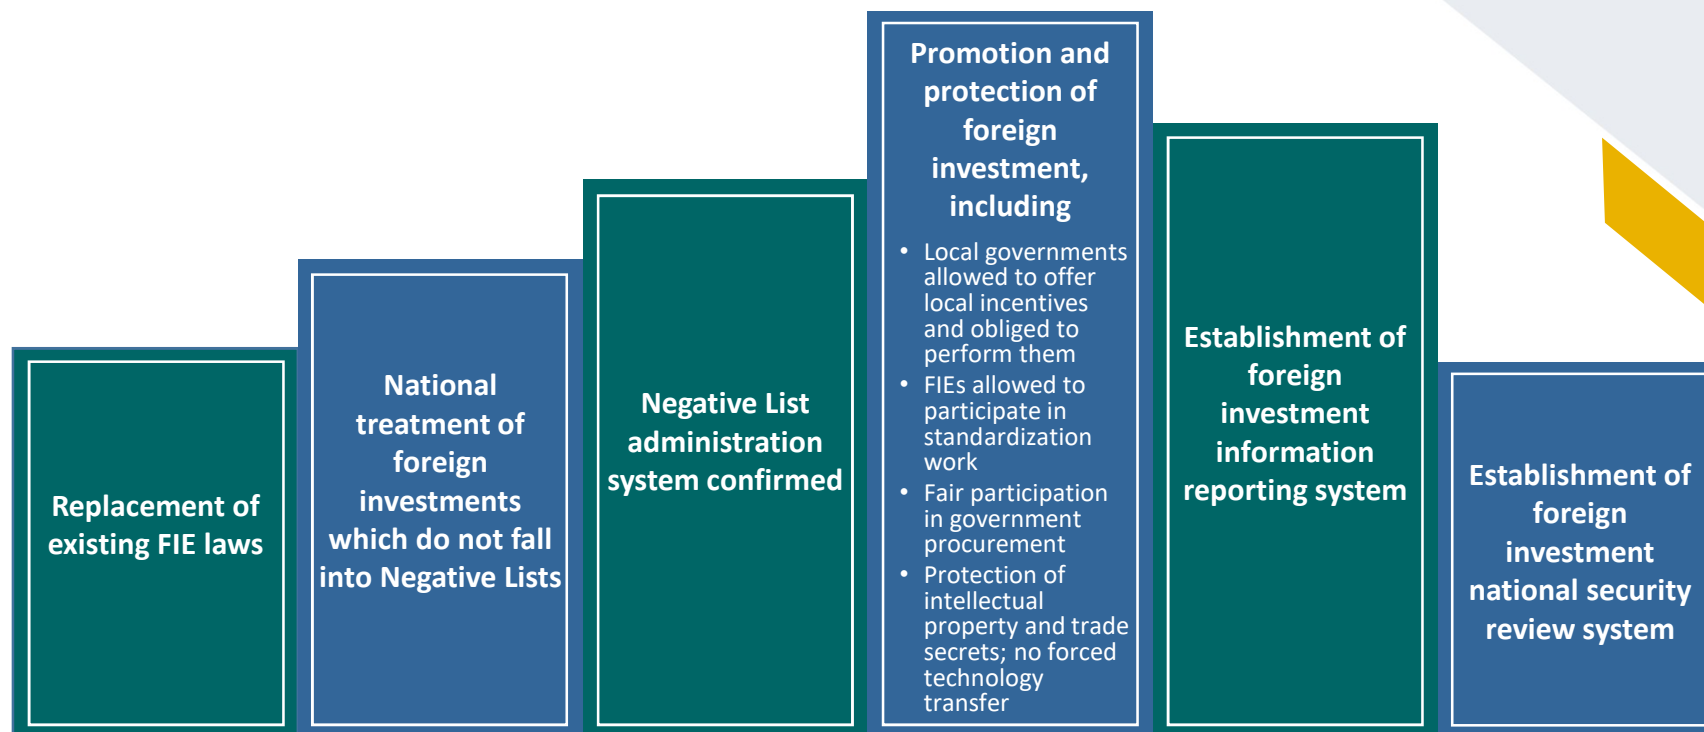 Replacement of
existing FIE laws
National
treatment of
foreign
investments
which do not fall
into Negative Lists
Negative List
administration
system confirmed
Promotion and
protection of
foreign
investment,
including
• Local governments
allowed to offer
local incentives
and obliged to
perform them
• FIEs allowed to
participate in
standardization
work
• Fair participation
in government
procurement
• Protection of
intellectual
property and trade
secrets; no forced
technology
transfer
Establishment of
foreign
investment
information
reporting system
Establishment of
foreign
investment
national security
review system